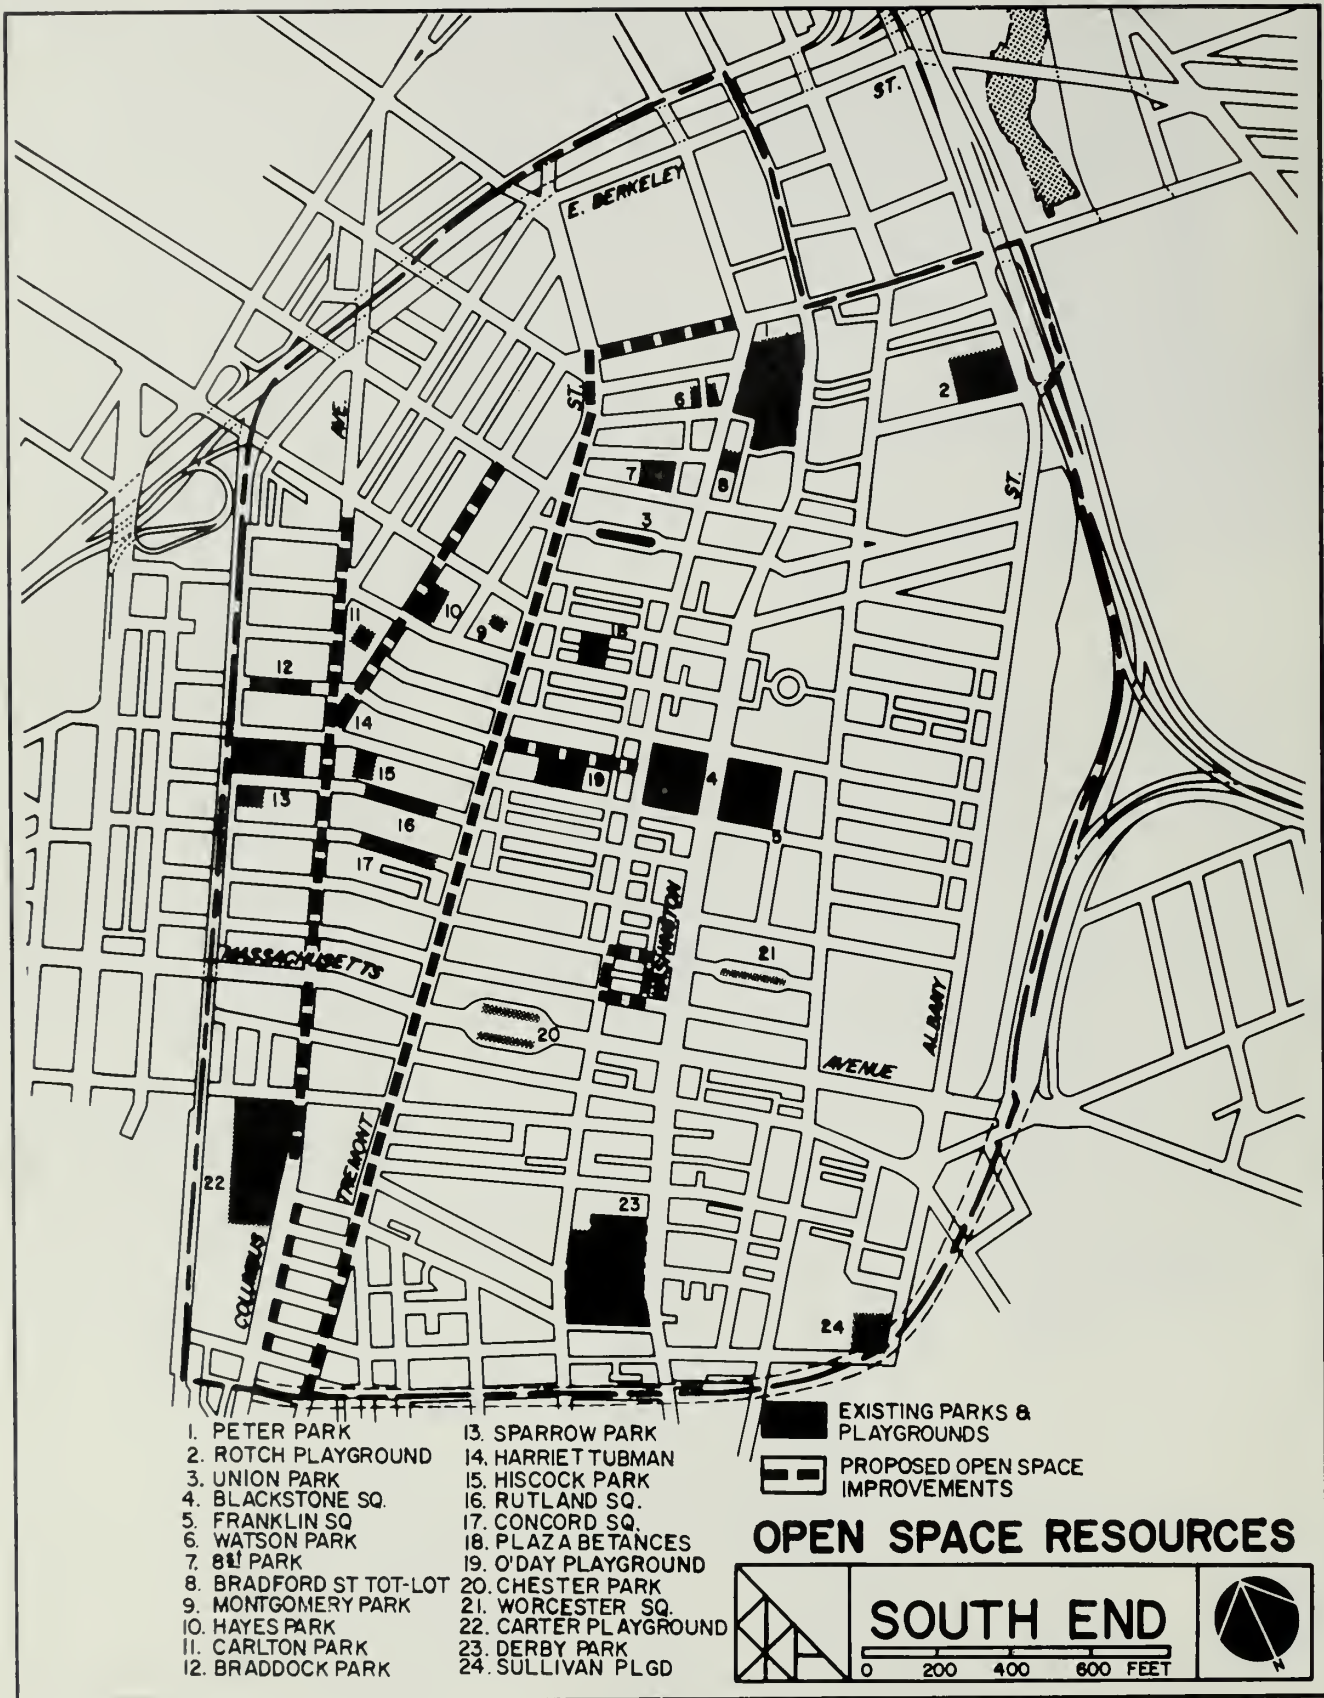 ST.
E. BERKELEY
1
2
AVE.
ST.
6
7
8
ST.
3
11
10
9
18
12
14
15
19
4
13
16
5
17
WASHINGTON
MASSACHUSETTS
21
20
ALBANY
AVENUE
TREMONT
22
23
COLUMBUS
24
1. PETER PARK
2. ROTCH PLAYGROUND
3. UNION PARK
4. BLACKSTONE SQ.
5. FRANKLIN SQ
6. WATSON PARK
7. 8st PARK
8. BRADFORD ST TOT-LOT
9. MONTGOMERY PARK
10. HAYES PARK
11. CARLTON PARK
12. BRADDOCK PARK
13. SPARROW PARK
14. HARRIET TUBMAN
15. HISCOCK PARK
16. RUTLAND SQ.
17. CONCORD SQ.
18. PLAZA BETANCES
19. O'DAY PLAYGROUND
20. CHESTER PARK
21. WORCESTER SQ.
22. CARTER PLAYGROUND
23. DERBY PARK
24. SULLIVAN PLGD
EXISTING PARKS &
PLAYGROUNDS
PROPOSED OPEN SPACE
IMPROVEMENTS
OPEN SPACE RESOURCES
SOUTH END
0 200 400 600 FEET
N